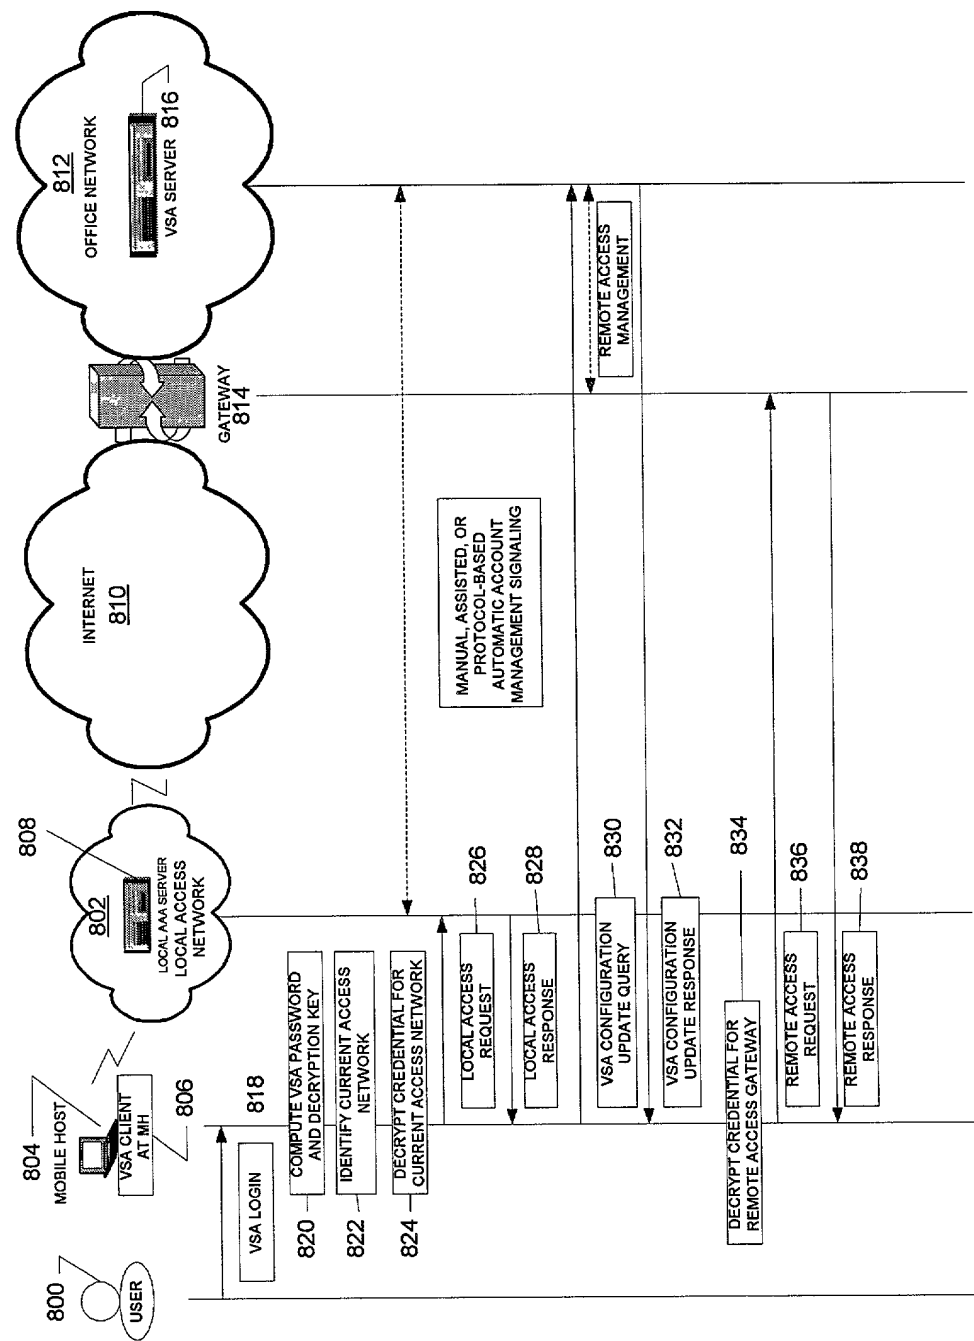 800
USER
804
MOBILE HOST
VSA CLIENT
AT MH
806
808
802
LOCAL AAA SERVER
LOCAL ACCESS
NETWORK
INTERNET
810
GATEWAY
814
812
OFFICE NETWORK
VSA SERVER
816
VSA LOGIN
818
COMPUTE VSA PASSWORD
AND DECRYPTION KEY
820
IDENTIFY CURRENT ACCESS
NETWORK
822
DECRYPT CREDENTIAL FOR
CURRENT ACCESS NETWORK
824
MANUAL, ASSISTED, OR
PROTOCOL-BASED
AUTOMATIC ACCOUNT
MANAGEMENT SIGNALING
LOCAL ACCESS
REQUEST
826
LOCAL ACCESS
RESPONSE
828
VSA CONFIGURATION
UPDATE QUERY
830
REMOTE ACCESS
MANAGEMENT
VSA CONFIGURATION
UPDATE RESPONSE
832
DECRYPT CREDENTIAL FOR
REMOTE ACCESS GATEWAY
834
REMOTE ACCESS
REQUEST
836
REMOTE ACCESS
RESPONSE
838